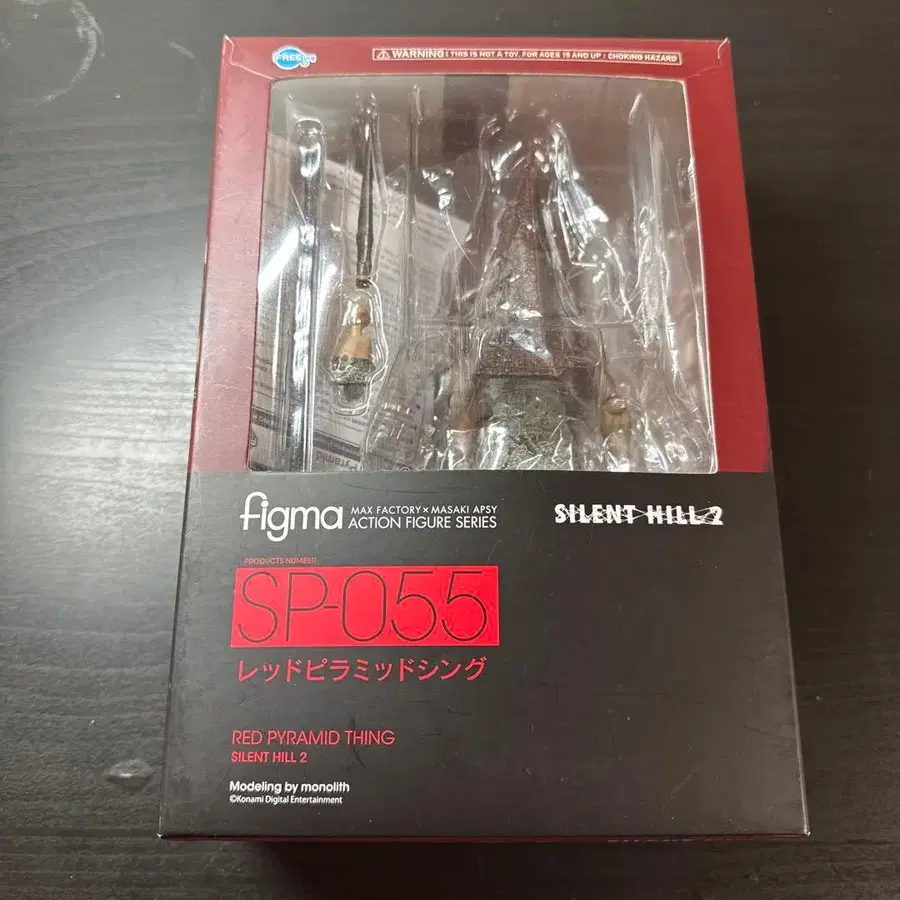 FREEing
⚠ WARNING : THIS IS NOT A TOY. FOR AGES 15 AND UP : CHOKING HAZARD
figma MAX FACTORY × MASAKI APSY
ACTION FIGURE SERIES
SILENT HILL 2
PRODUCTS NUMBER
SP-055
レッドピラミッドシング
RED PYRAMID THING
SILENT HILL 2
Modeling by monolith
©Konami Digital Entertainment